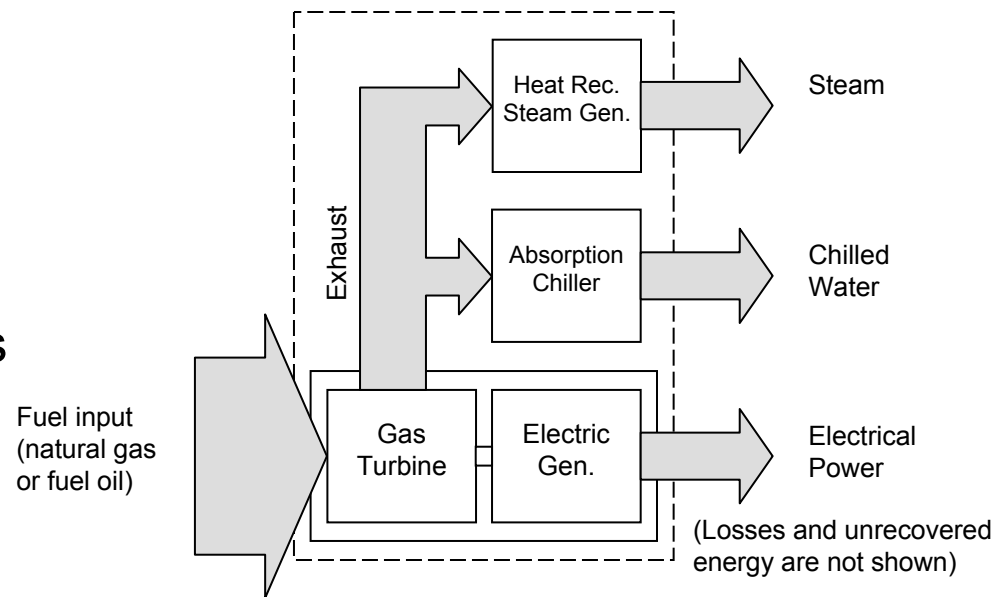 Heat Rec.
Steam Gen.
Steam
Exhaust
Absorption
Chiller
Chilled
Water
s
Fuel input
(natural gas
or fuel oil)
Gas
Turbine
Electric
Gen.
Electrical
Power
(Losses and unrecovered
energy are not shown)